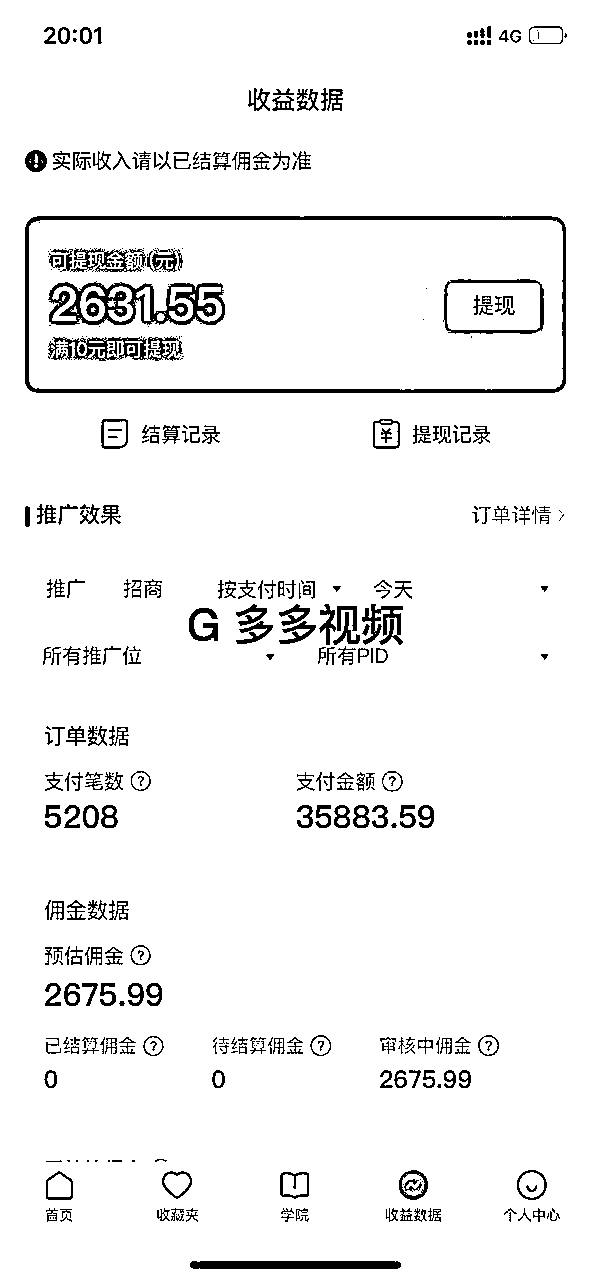 20:01 4G
收益数据
实际收入请以已结算佣金为准
可提现金额(元)
2631.55
提现
满10元即可提现
结算记录 提现记录
推广效果 订单详情 >
推广 招商 按支付时间 今天
G 多多视频
所有推广位 所有PID
订单数据
支付笔数 ? 支付金额 ?
5208 35883.59
佣金数据
预估佣金 ?
2675.99
已结算佣金 ? 待结算佣金 ? 审核中佣金 ?
0 0 2675.99
首页 收藏夹 学院 收益数据 个人中心